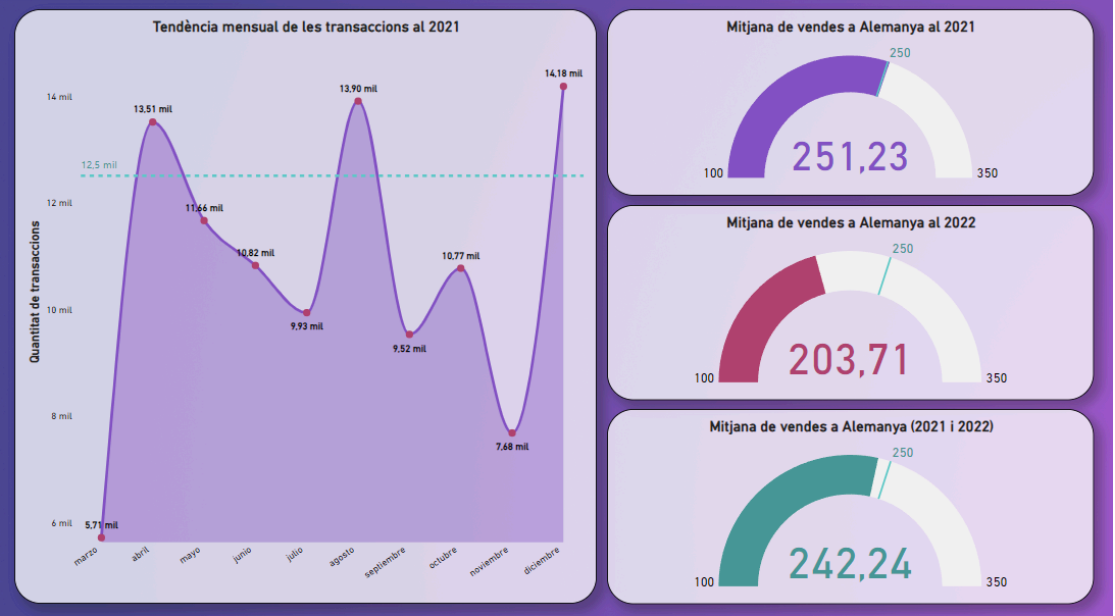 Tendència mensual de les transaccions al 2021
Quantitat de transaccions
14 mil
12 mil
10 mil
8 mil
6 mil
12,5 mil
5,71 mil
13,51 mil
11,66 mil
10,82 mil
9,93 mil
13,90 mil
9,52 mil
10,77 mil
7,68 mil
14,18 mil
marzo
abril
mayo
junio
julio
agosto
septiembre
octubre
noviembre
diciembre
Mitjana de vendes a Alemanya al 2021
250
251,23
100
350
Mitjana de vendes a Alemanya al 2022
250
203,71
100
350
Mitjana de vendes a Alemanya (2021 i 2022)
250
242,24
100
350